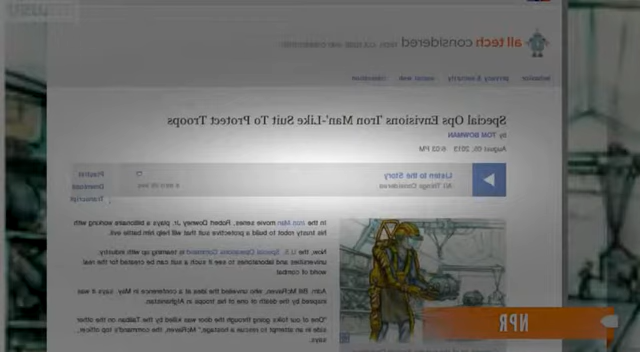 all tech considered
behavior privacy & security social web
Special Ops Envisions 'Iron Man'-Like Suit To Protect Troops
by TOM BOWMAN
August 05, 2013 6:03 PM
Listen to the Story
All Things Considered
Playlist
Download
Transcript
In the Iron Man movie series, Robert Downey Jr. plays a billionaire working with
his trusty robot to build a protective suit that will help him battle evil.
Now, the U.S. Special Operations Command is teaming up with industry,
universities and laboratories to see if such a suit can be created for the real
world of combat.
Adm. Bill McRaven, who unveiled the idea at a conference in May, says it was
inspired by the death of one of his troops in Afghanistan.
"One of our folks going through the door was killed by the Taliban on the other
side in an attempt to rescue a hostage," McRaven, the command's top officer,
says.
NPR